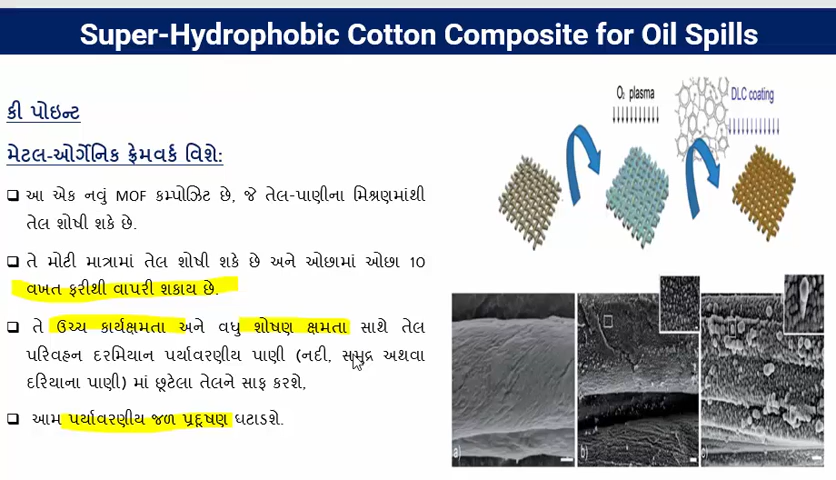 Super-Hydrophobic Cotton Composite for Oil Spills
કી પોઇન્ટ
મેટલ-ઓર્ગેનિક ફ્રેમવર્ક વિશે:
આ એક નવું MOF કમ્પોઝિટ છે, જે તેલ-પાણીના મિશ્રણમાંથી
તેલ શોષી શકે છે.
તે મોટી માત્રામાં તેલ શોષી શકે છે અને ઓછામાં ઓછા 10
વખત ફરીથી વાપરી શકાય છે.
તે ઉચ્ચ કાર્યક્ષમતા અને વધુ શોષણ ક્ષમતા સાથે તેલ
પરિવહન દરમિયાન પર્યાવરણીય પાણી (નદી, સમુદ્ર અથવા
દરિયાના પાણી) માં છૂટેલા તેલને સાફ કરશે,
આમ પર્યાવરણીય જળ પ્રદૂષણ ઘટાડશે.
O₂ plasma
DLC coating
a)
b)
c)